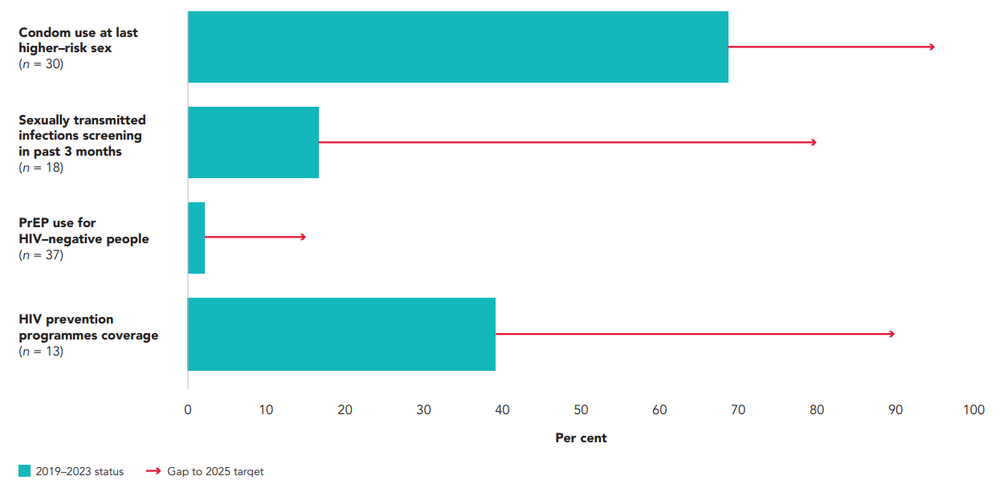 Condom use at last
higher–risk sex
(n = 30)
Sexually transmitted
infections screening
in past 3 months
(n = 18)
PrEP use for
HIV–negative people
(n = 37)
HIV prevention
programmes coverage
(n = 13)
0 10 20 30 40 50 60 70 80 90 100
Per cent
2019–2023 status Gap to 2025 target